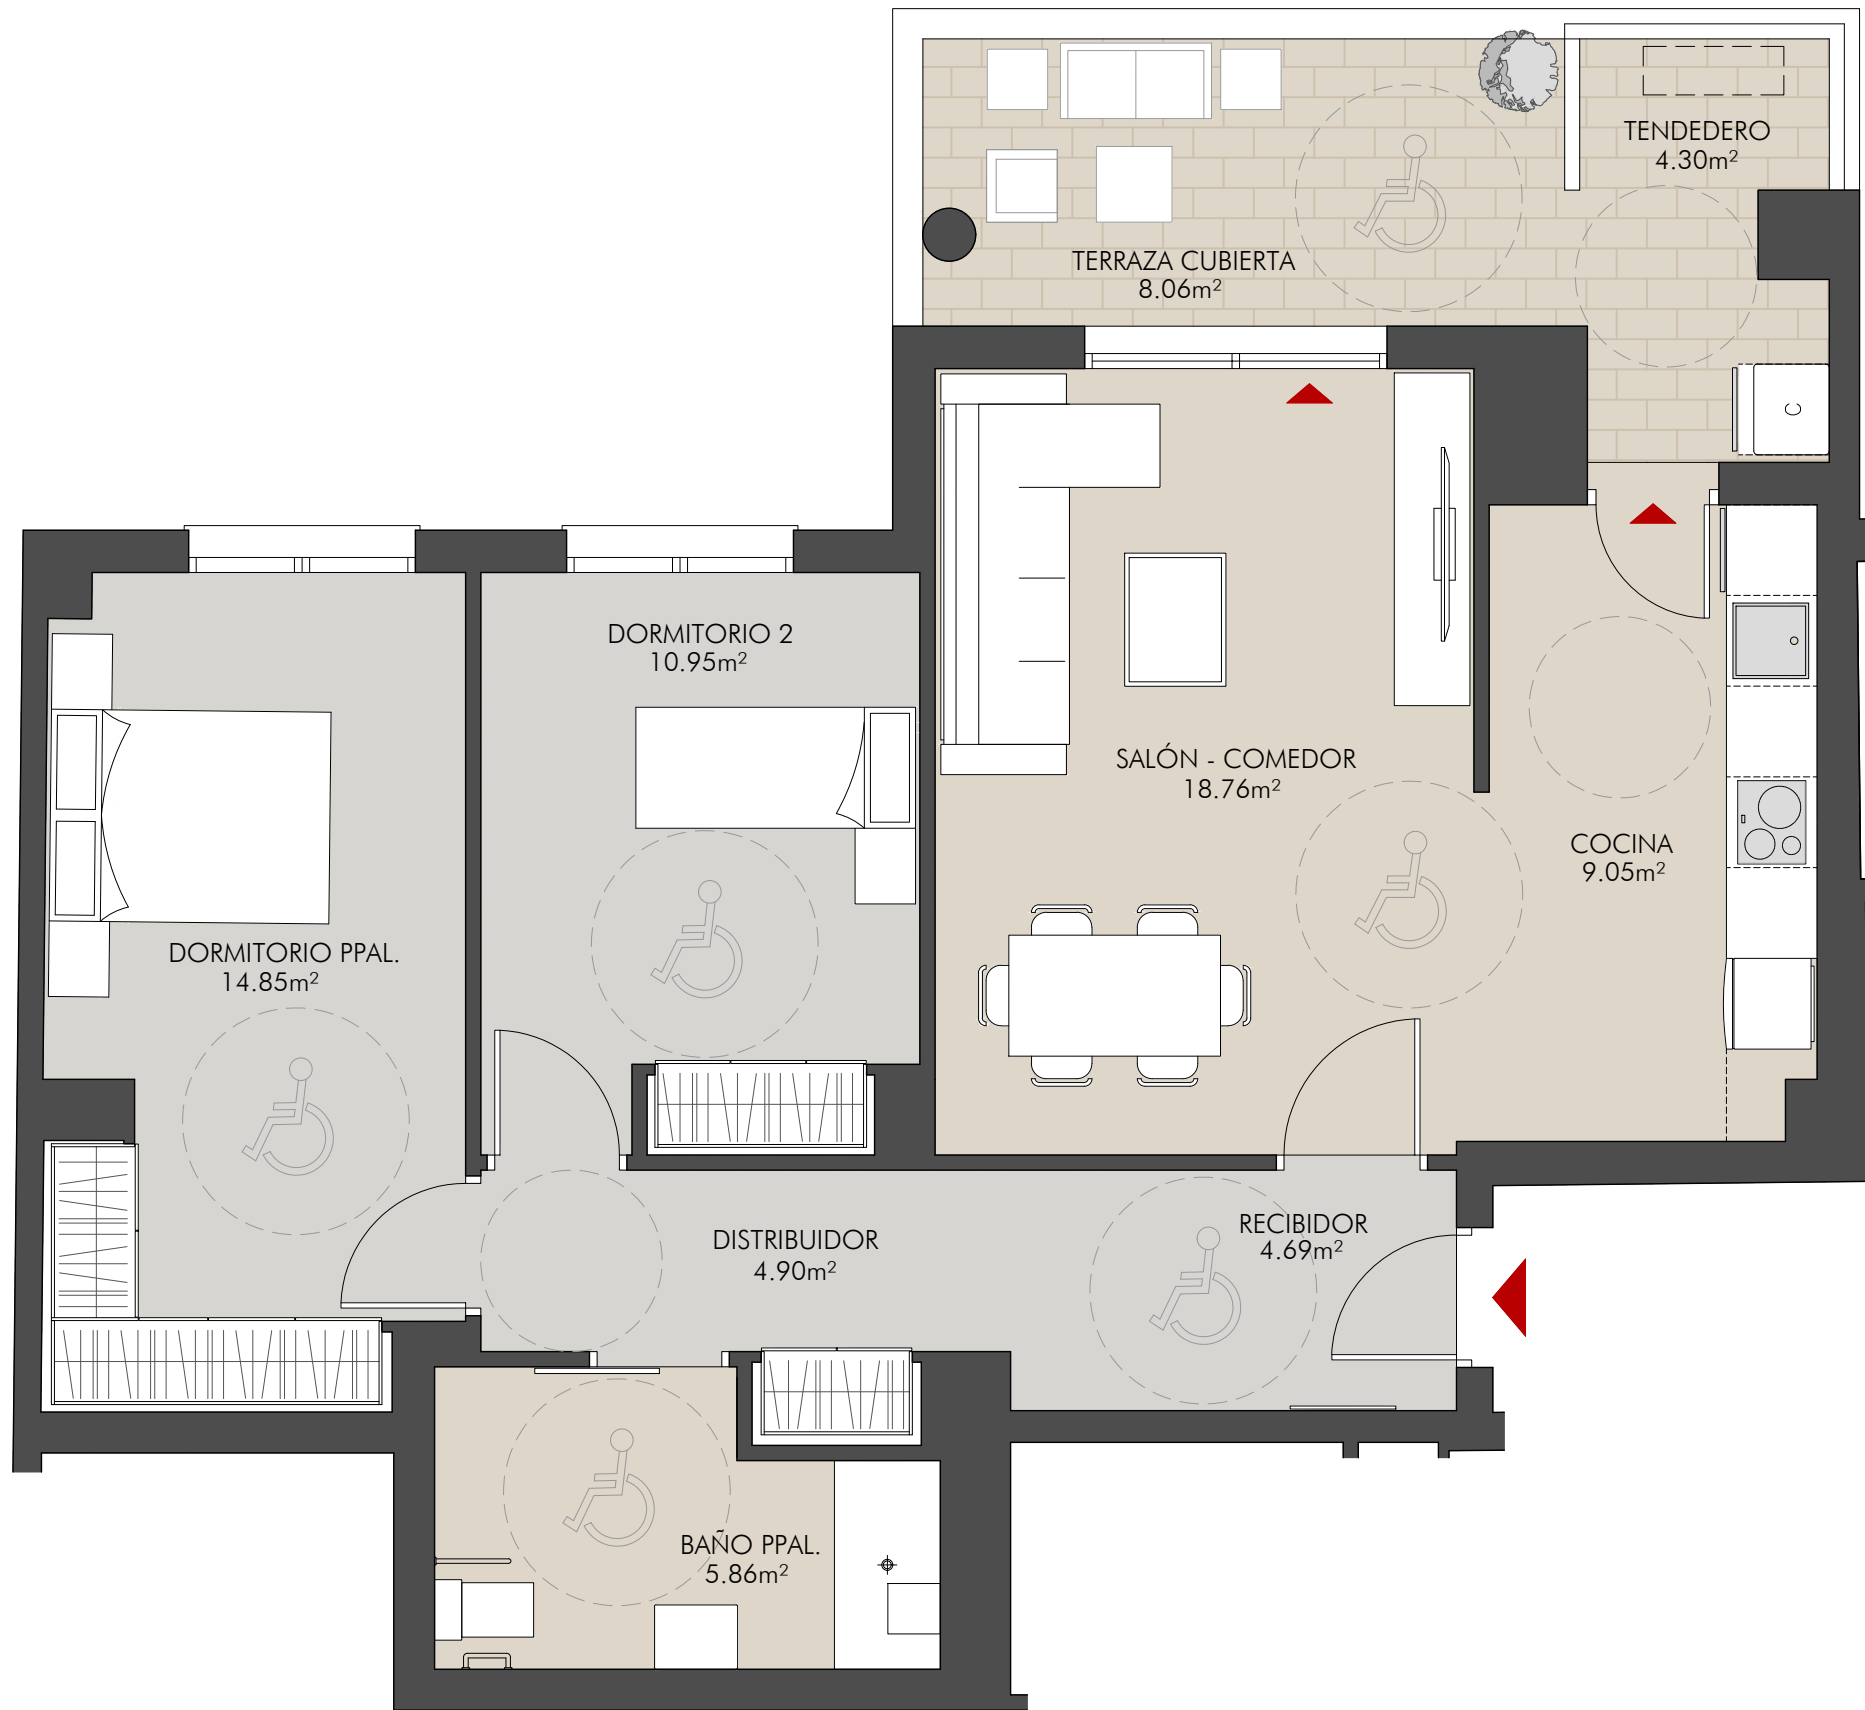 TENDEDERO
4.30m²
TERRAZA CUBIERTA
8.06m²
C
DORMITORIO 2
10.95m²
SALÓN - COMEDOR
18.76m²
COCINA
9.05m²
DORMITORIO PPAL.
14.85m²
DISTRIBUIDOR
4.90m²
RECIBIDOR
4.69m²
BAÑO PPAL.
5.86m²